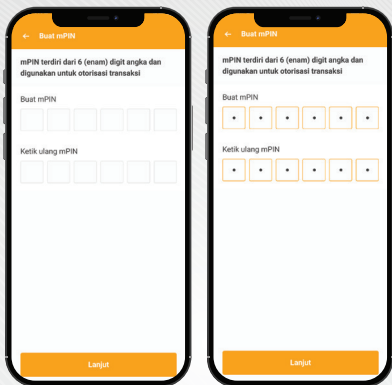 ← Buat mPIN
mPIN terdiri dari 6 (enam) digit angka dan
digunakan untuk otorisasi transaksi
Buat mPIN
Ketik ulang mPIN
Lanjut
← Buat mPIN
mPIN terdiri dari 6 (enam) digit angka dan
digunakan untuk otorisasi transaksi
Buat mPIN
• • • • • •
Ketik ulang mPIN
• • • • • •
Lanjut